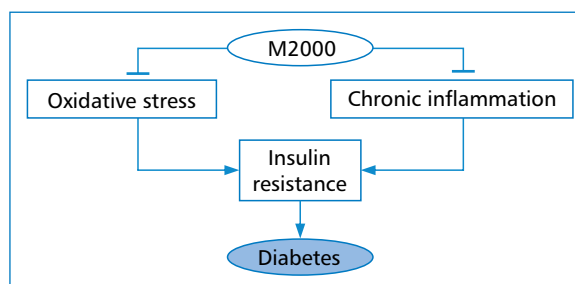 M2000
Oxidative stress
Chronic inflammation
Insulin
resistance
Diabetes